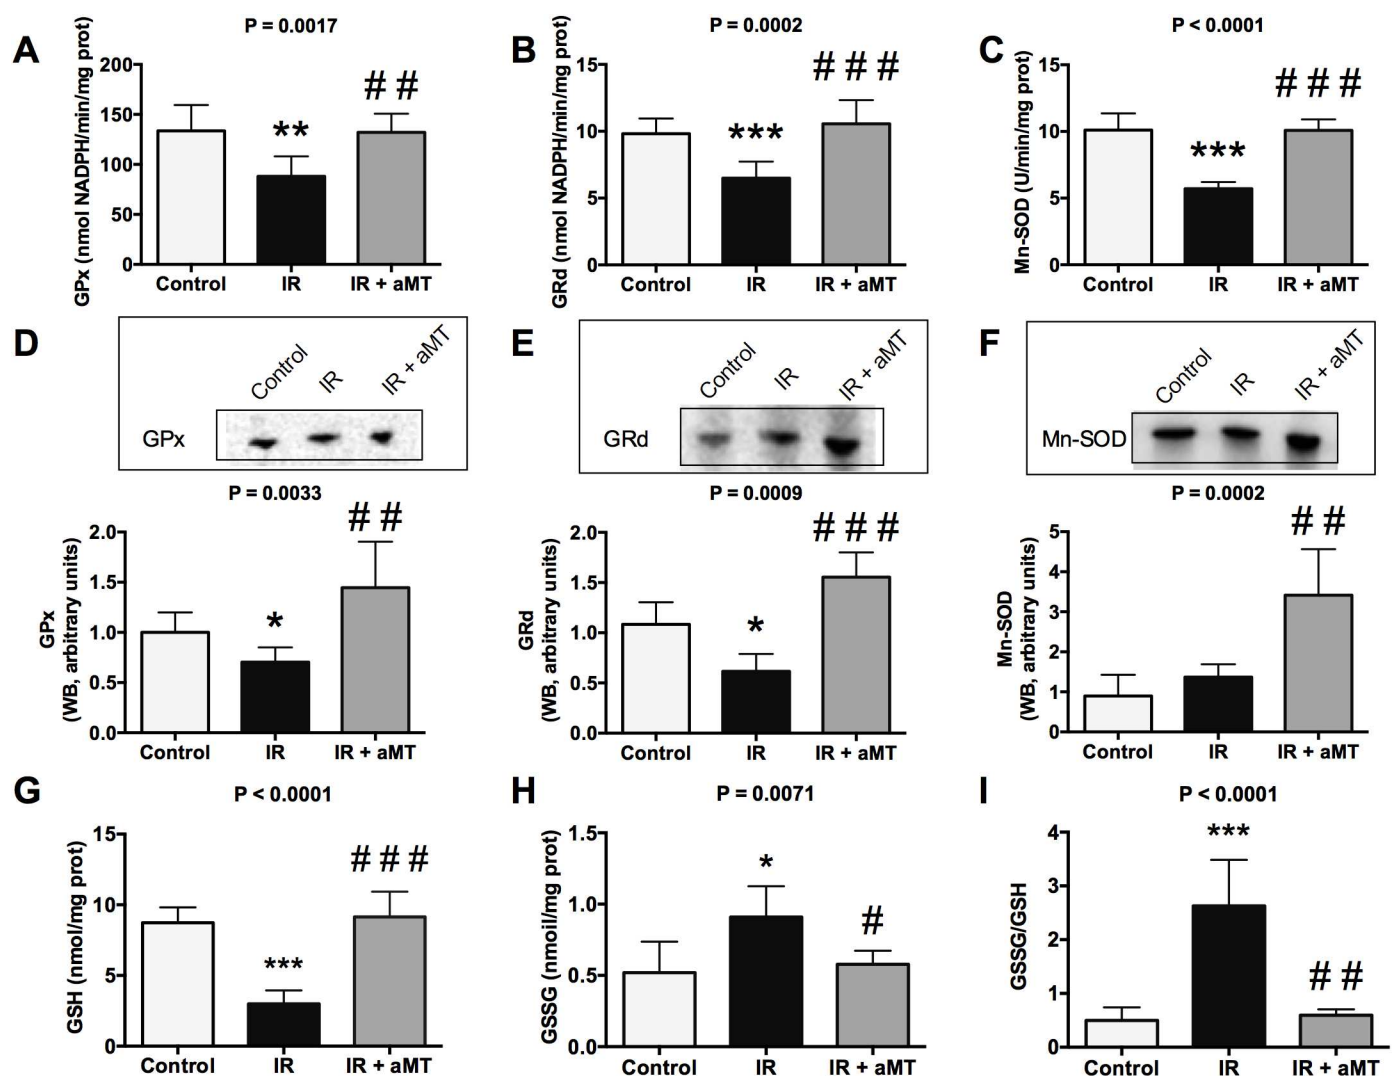 A
P = 0.0017
GPx (nmol NADPH/min/mg prot)
200
150
100
50
0
**
# #
Control
IR
IR + aMT
B
P = 0.0002
GRd (nmol NADPH/min/mg prot)
15
10
5
0
***
# # #
Control
IR
IR + aMT
C
P < 0.0001
Mn-SOD (U/min/mg prot)
15
10
5
0
***
# # #
Control
IR
IR + aMT
D
Control
IR
IR + aMT
GPx
P = 0.0033
GPx
(WB, arbitrary units)
2.0
1.5
1.0
0.5
0.0
*
# #
Control
IR
IR + aMT
E
Control
IR
IR + aMT
GRd
P = 0.0009
GRd
(WB, arbitrary units)
2.0
1.5
1.0
0.5
0.0
*
# # #
Control
IR
IR + aMT
F
Control
IR
IR + aMT
Mn-SOD
P = 0.0002
Mn-SOD
(WB, arbitrary units)
5
4
3
2
1
0
# #
Control
IR
IR + aMT
G
P < 0.0001
GSH (nmol/mg prot)
15
10
5
0
***
# # #
Control
IR
IR + aMT
H
P = 0.0071
GSSG (nmoil/mg prot)
1.5
1.0
0.5
0.0
*
#
Control
IR
IR + aMT
I
P < 0.0001
GSSG/GSH
4
3
2
1
0
***
# #
Control
IR
IR + aMT